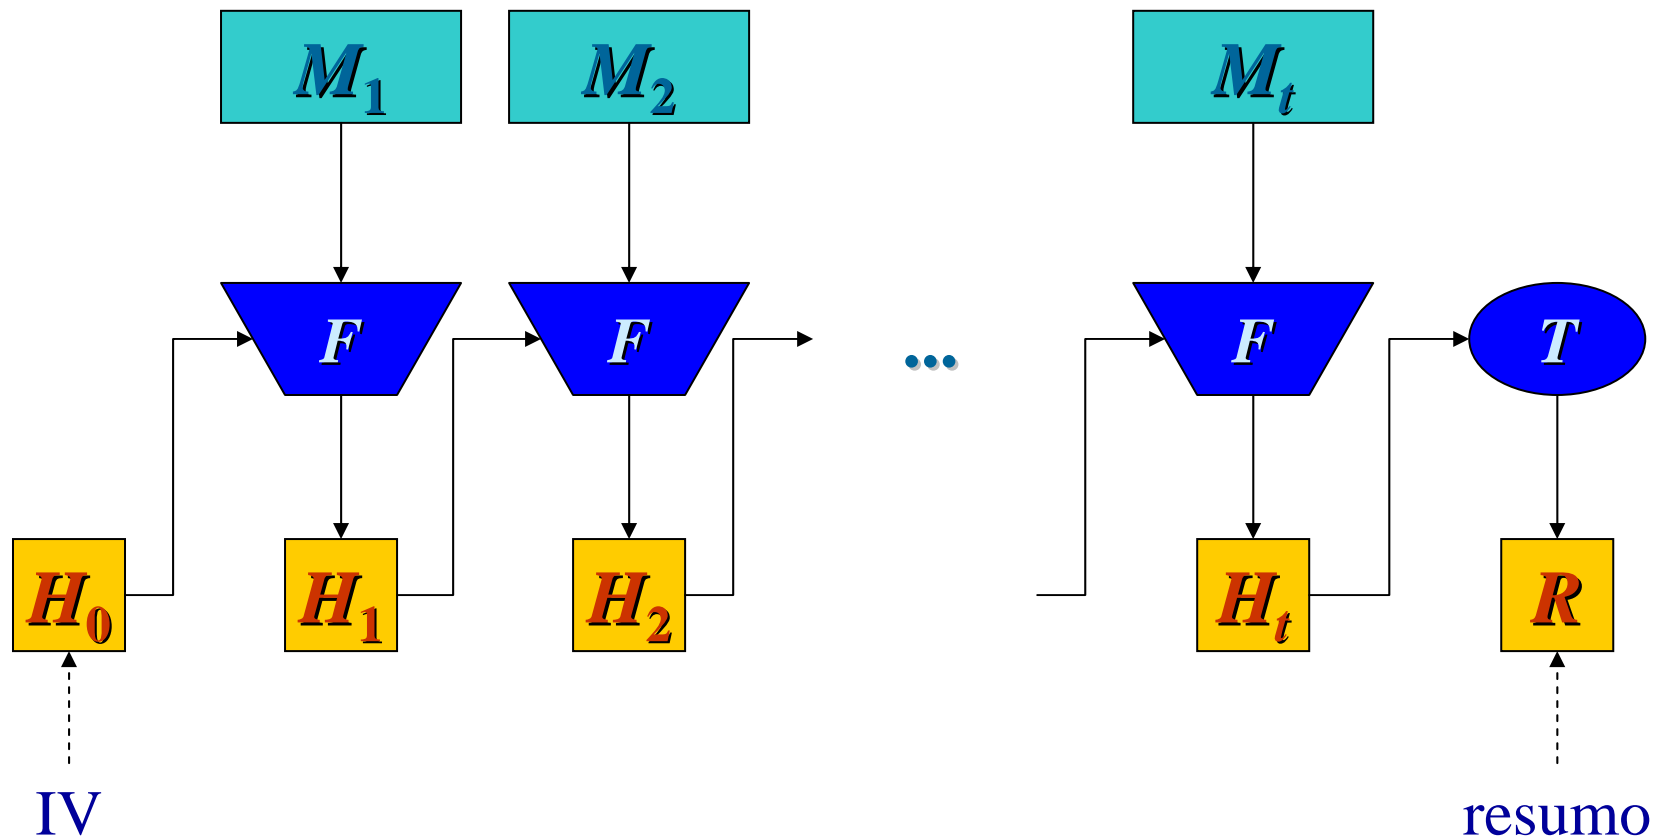 M₁ M₂ Mₜ
F F ••• F T
H₀ H₁ H₂ Hₜ R
IV resumo